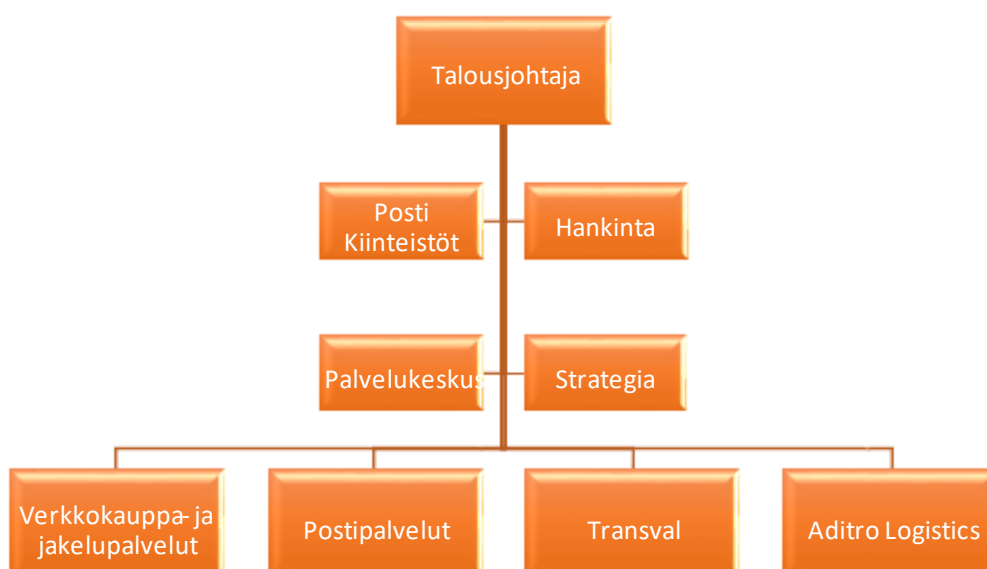 Talousjohtaja
Posti
Kiinteistöt
Hankinta
Palvelukeskus
Strategia
Verkkokauppa- ja
jakelupalvelut
Postipalvelut
Transval
Aditro Logistics